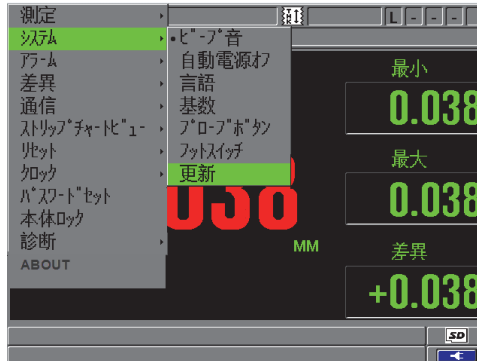 測定
システム
アラーム
差異
通信
ストリップチャートビュー
リセット
クロック
パスワードセット
本体ロック
診断
ABOUT
•ビープ音
自動電源オフ
言語
基数
プローブボタン
フットスイッチ
更新
L - - -
038
MM
最小
0.038
最大
0.038
差異
+0.038
SD